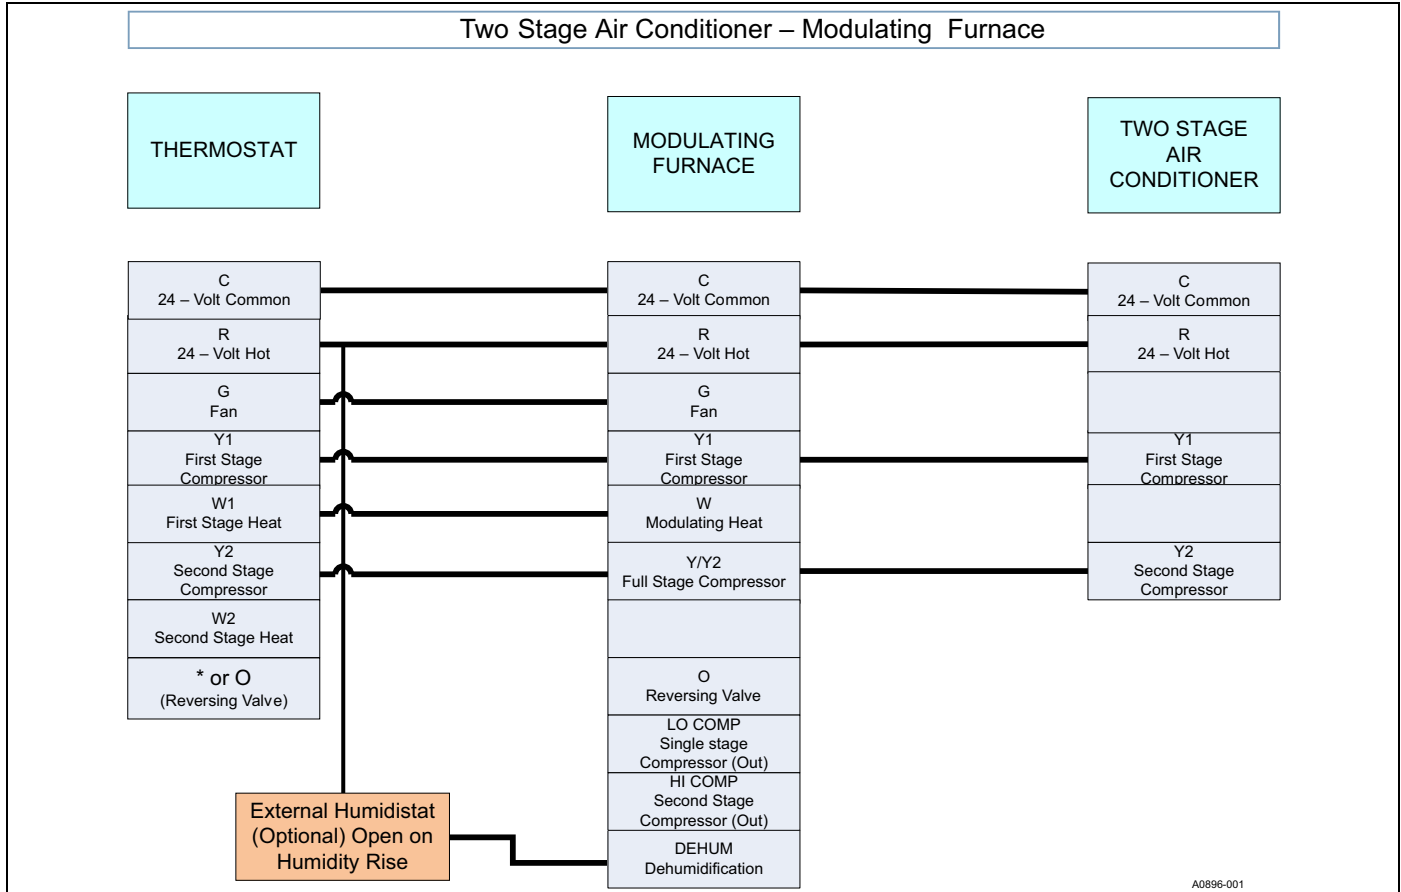 Two Stage Air Conditioner – Modulating Furnace
THERMOSTAT
MODULATING
FURNACE
TWO STAGE
AIR
CONDITIONER
C
24 – Volt Common
R
24 – Volt Hot
G
Fan
Y1
First Stage
Compressor
W1
First Stage Heat
Y2
Second Stage
Compressor
W2
Second Stage Heat
* or O
(Reversing Valve)
External Humidistat
(Optional) Open on
Humidity Rise
C
24 – Volt Common
R
24 – Volt Hot
G
Fan
Y1
First Stage
Compressor
W
Modulating Heat
Y/Y2
Full Stage Compressor
O
Reversing Valve
LO COMP
Single stage
Compressor (Out)
HI COMP
Second Stage
Compressor (Out)
DEHUM
Dehumidification
C
24 – Volt Common
R
24 – Volt Hot
Y1
First Stage
Compressor
Y2
Second Stage
Compressor
A0896-001